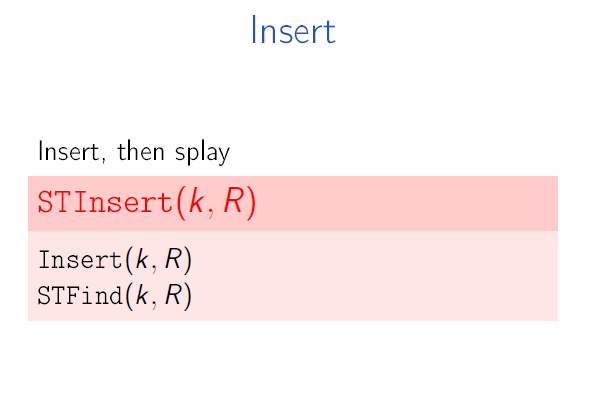 Insert
Insert, then splay
STInsert(k, R)
Insert(k, R)
STFind(k, R)